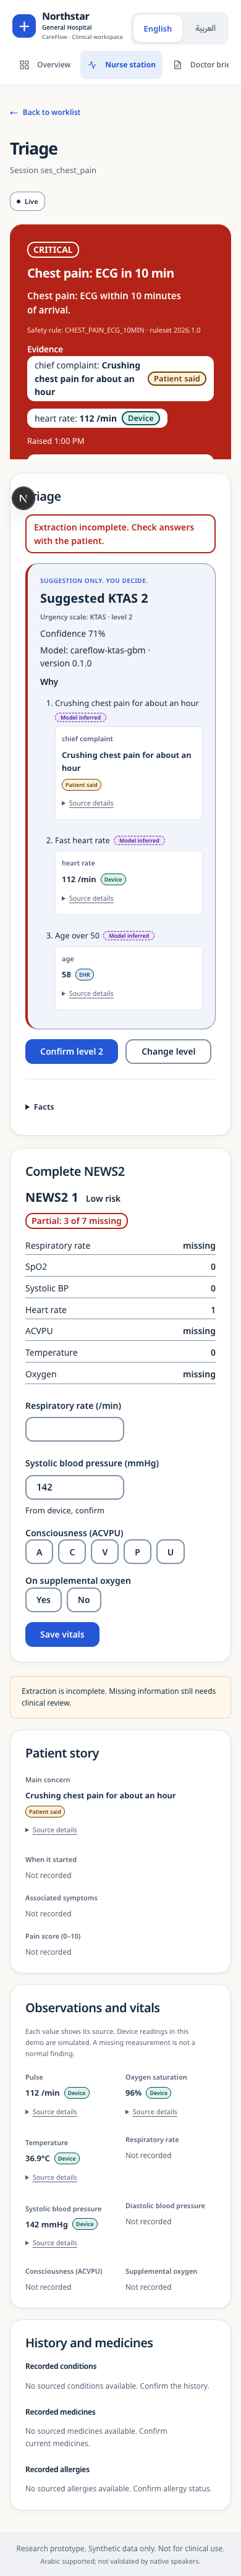 Northstar
General Hospital
CareFlow · Clinical workspace
English
العربية
Overview
Nurse station
Doctor brie
← Back to worklist
Triage
Session ses_chest_pain
Live
CRITICAL
Chest pain: ECG in 10 min
Chest pain: ECG within 10 minutes
of arrival.
Safety rule: CHEST_PAIN_ECG_10MIN · ruleset 2026.1.0
Evidence
chief complaint: Crushing
chest pain for about an
hour
Patient said
heart rate: 112 /min
Device
Raised 1:00 PM
N
riage
Extraction incomplete. Check answers
with the patient.
SUGGESTION ONLY. YOU DECIDE.
Suggested KTAS 2
Urgency scale: KTAS · level 2
Confidence 71%
Model: careflow-ktas-gbm ·
version 0.1.0
Why
1. Crushing chest pain for about an hour
Model inferred
chief complaint
Crushing chest pain for about an
hour
Patient said
Source details
2. Fast heart rate Model inferred
heart rate
112 /min Device
Source details
3. Age over 50 Model inferred
age
58 EHR
Source details
Confirm level 2
Change level
Facts
Complete NEWS2
NEWS2 1 Low risk
Partial: 3 of 7 missing
Respiratory rate missing
SpO2 0
Systolic BP 0
Heart rate 1
ACVPU missing
Temperature 0
Oxygen missing
Respiratory rate (/min)
Systolic blood pressure (mmHg)
142
From device, confirm
Consciousness (ACVPU)
A C V P U
On supplemental oxygen
Yes No
Save vitals
Extraction is incomplete. Missing information still needs
clinical review.
Patient story
Main concern
Crushing chest pain for about an hour
Patient said
Source details
When it started
Not recorded
Associated symptoms
Not recorded
Pain score (0–10)
Not recorded
Observations and vitals
Each value shows its source. Device readings in this
demo are simulated. A missing measurement is not a
normal finding.
Pulse
112 /min Device
Source details
Oxygen saturation
96% Device
Source details
Temperature
36.9°C Device
Source details
Respiratory rate
Not recorded
Systolic blood pressure
142 mmHg Device
Source details
Diastolic blood pressure
Not recorded
Consciousness (ACVPU)
Not recorded
Supplemental oxygen
Not recorded
History and medicines
Recorded conditions
No sourced conditions available. Confirm the history.
Recorded medicines
No sourced medicines available. Confirm
current medicines.
Recorded allergies
No sourced allergies available. Confirm allergy status.
Research prototype. Synthetic data only. Not for clinical use.
Arabic supported; not validated by native speakers.